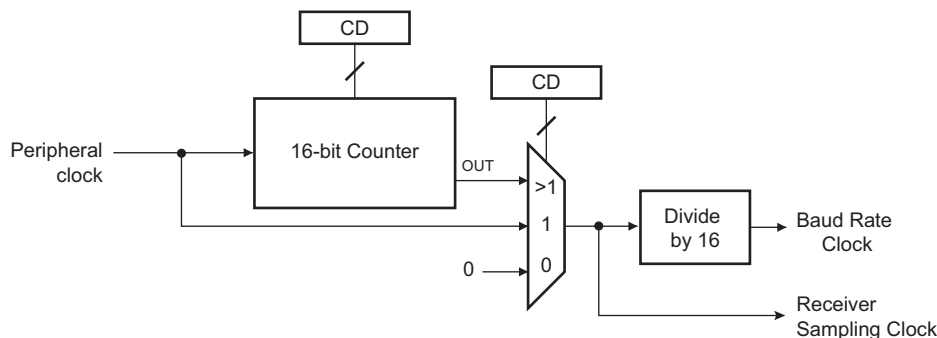 CD
CD
Peripheral
clock
16-bit Counter
OUT
>1
1
0
0
Divide
by 16
Baud Rate
Clock
Receiver
Sampling Clock